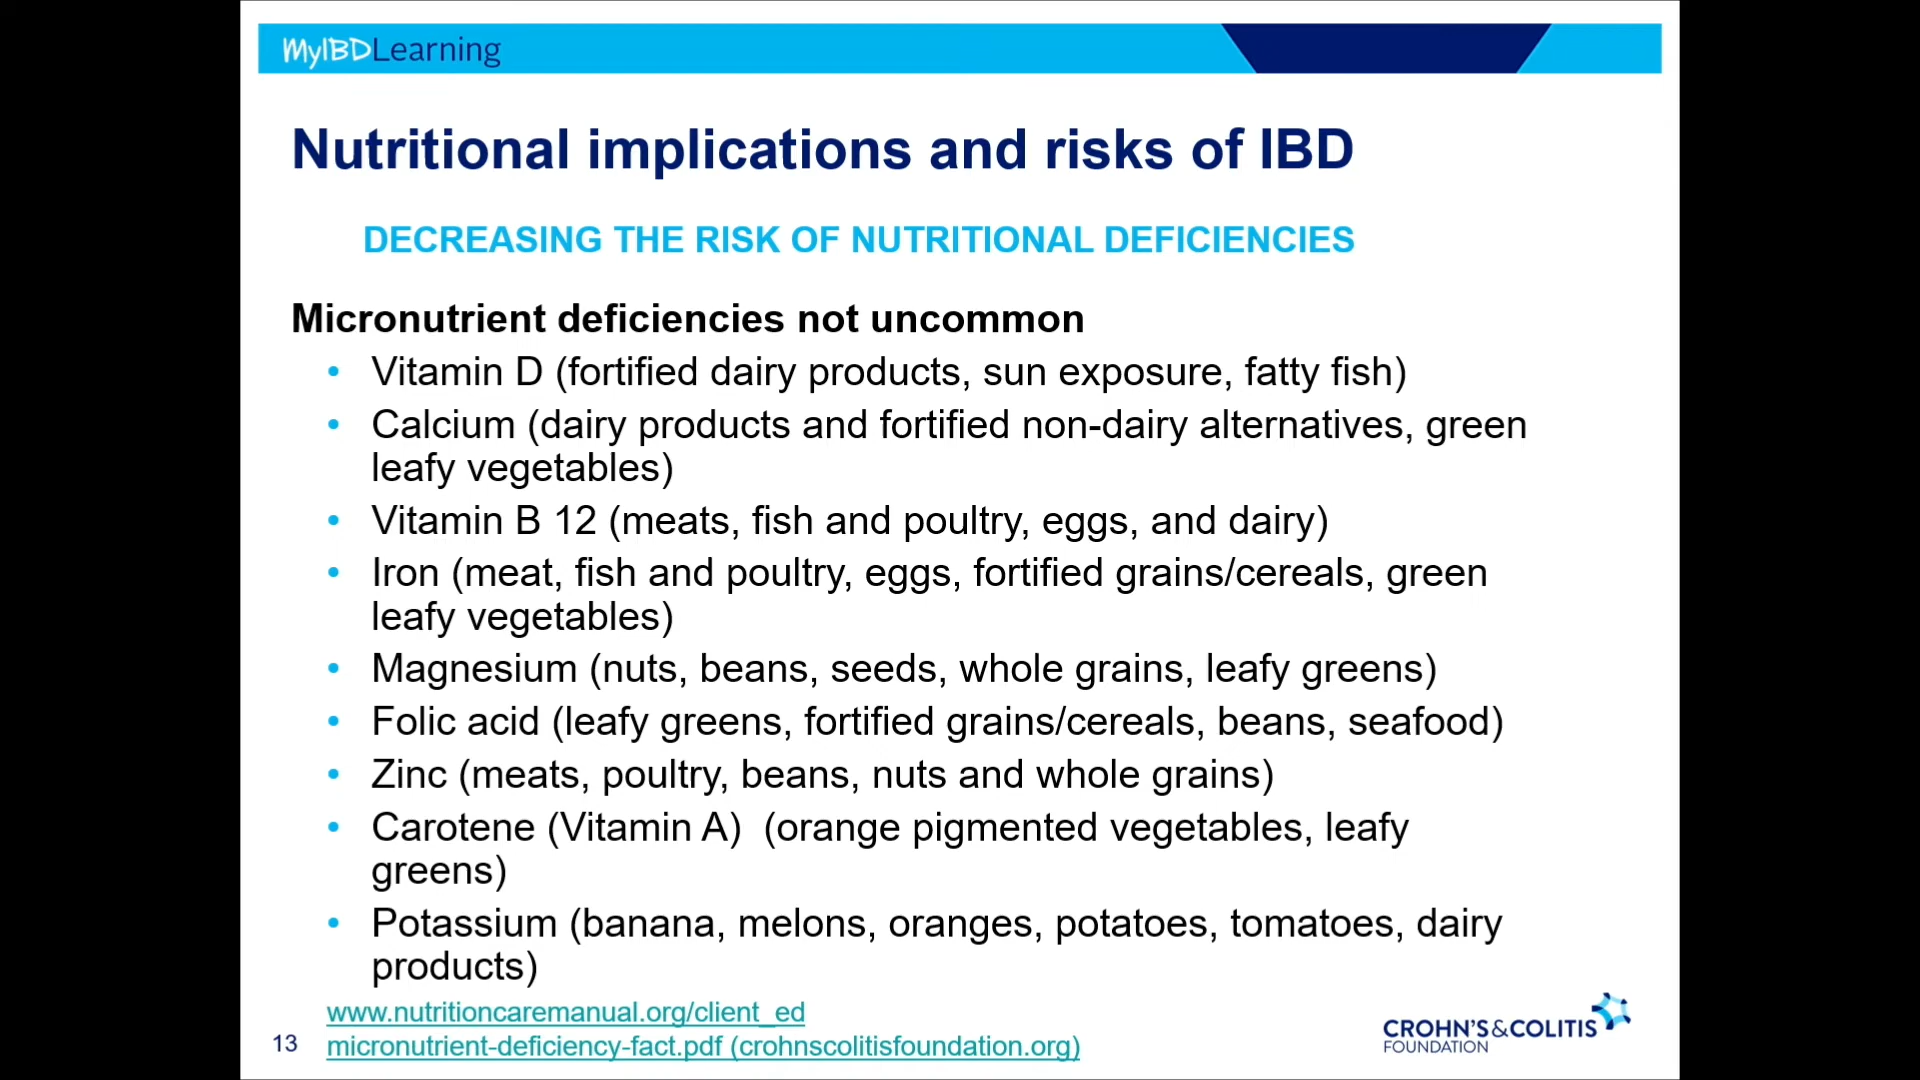 MyIBDLearning
Nutritional implications and risks of IBD
DECREASING THE RISK OF NUTRITIONAL DEFICIENCIES
Micronutrient deficiencies not uncommon
• Vitamin D (fortified dairy products, sun exposure, fatty fish)
• Calcium (dairy products and fortified non-dairy alternatives, green
leafy vegetables)
• Vitamin B 12 (meats, fish and poultry, eggs, and dairy)
• Iron (meat, fish and poultry, eggs, fortified grains/cereals, green
leafy vegetables)
• Magnesium (nuts, beans, seeds, whole grains, leafy greens)
• Folic acid (leafy greens, fortified grains/cereals, beans, seafood)
• Zinc (meats, poultry, beans, nuts and whole grains)
• Carotene (Vitamin A)  (orange pigmented vegetables, leafy
greens)
• Potassium (banana, melons, oranges, potatoes, tomatoes, dairy
products)
www.nutritioncaremanual.org/client_ed
13 micronutrient-deficiency-fact.pdf (crohnscolitisfoundation.org)
CROHN'S&COLITIS
FOUNDATION